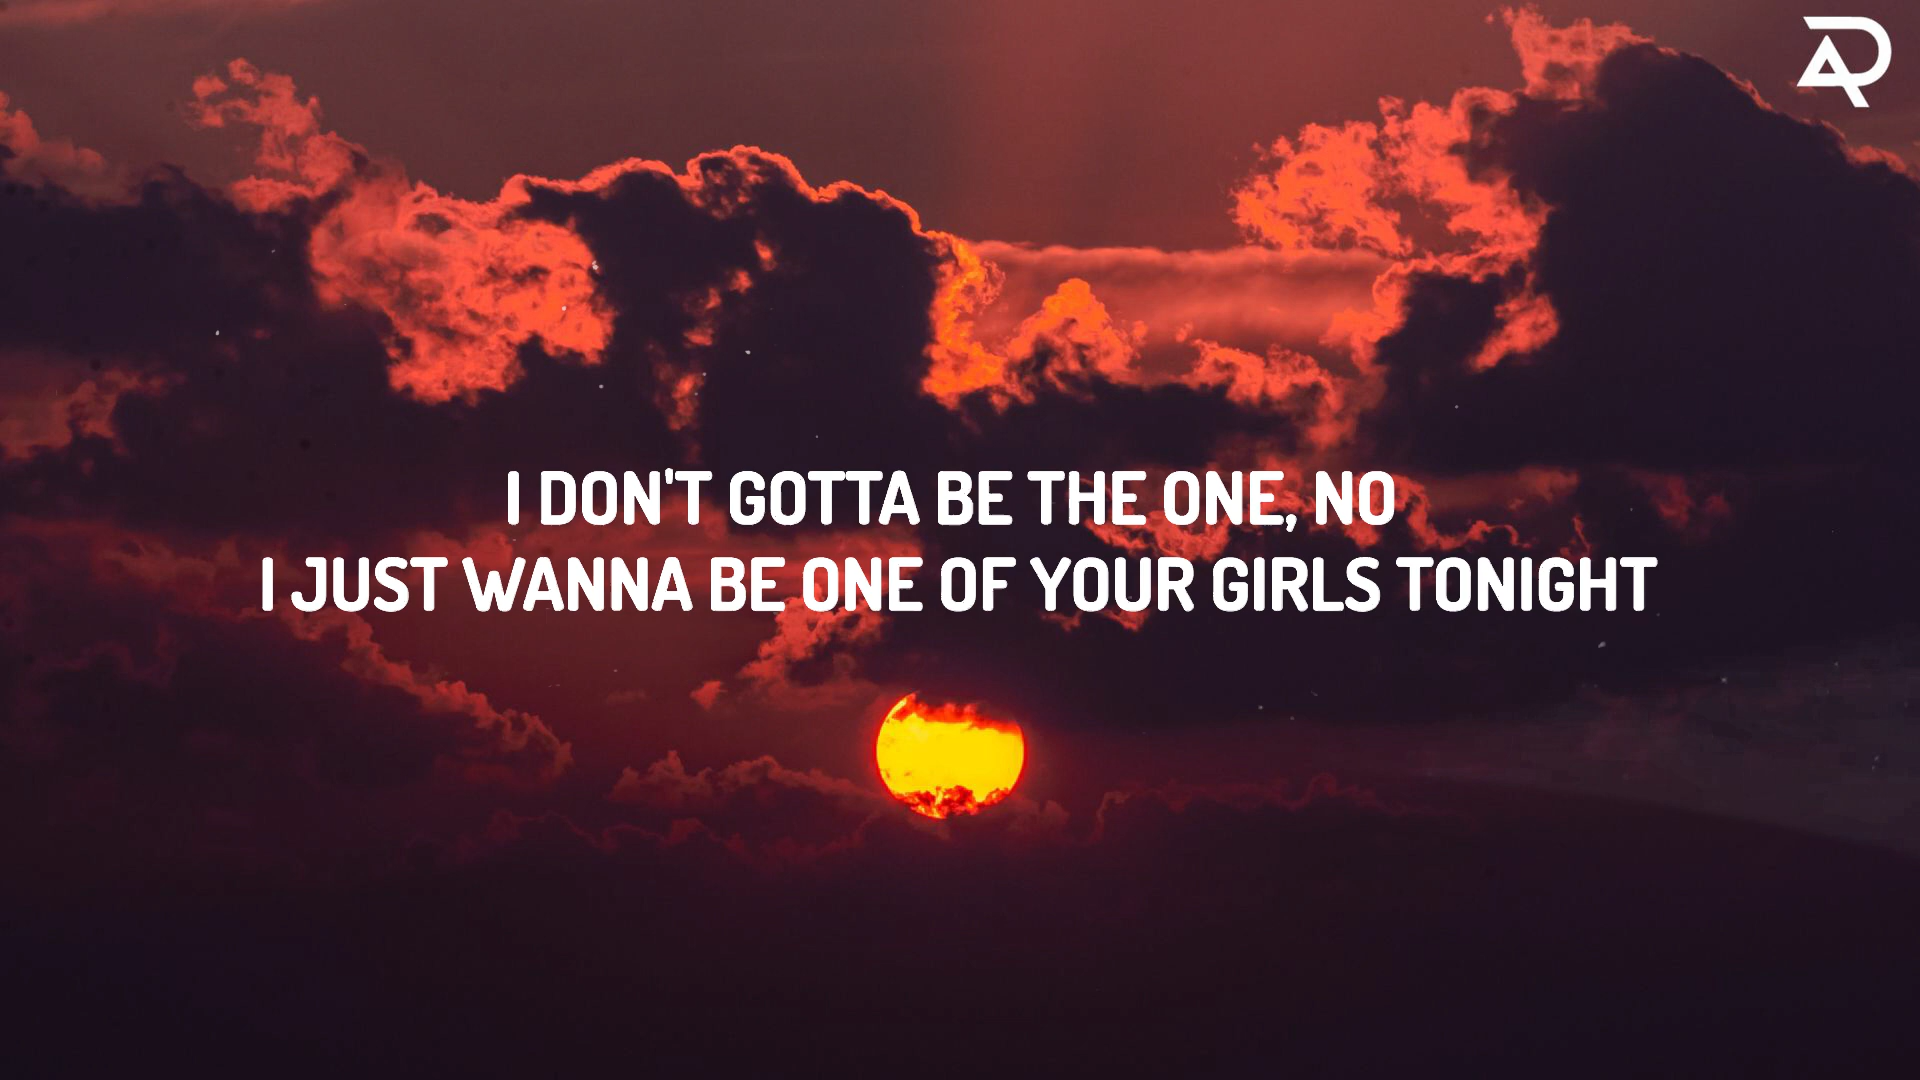 I DON'T GOTTA BE THE ONE, NO
I JUST WANNA BE ONE OF YOUR GIRLS TONIGHT